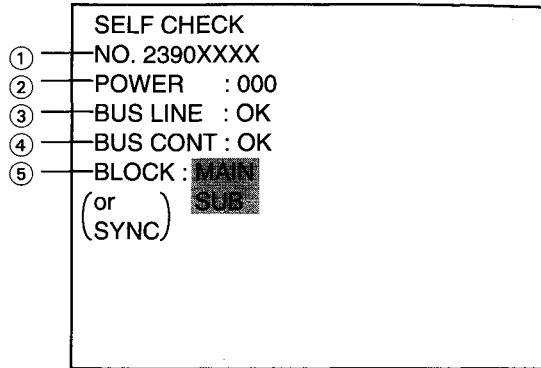 SELF CHECK
① NO. 2390XXXX
② POWER : 000
③ BUS LINE : OK
④ BUS CONT : OK
⑤ BLOCK : MAIN
(or SUB
SYNC)